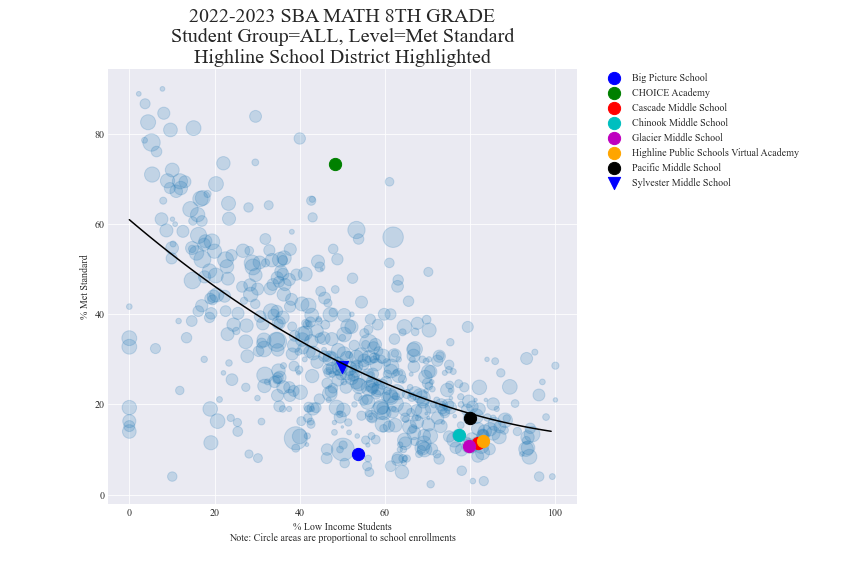 2022-2023 SBA MATH 8TH GRADE
Student Group=ALL, Level=Met Standard
Highline School District Highlighted
Big Picture School
CHOICE Academy
Cascade Middle School
Chinook Middle School
Glacier Middle School
Highline Public Schools Virtual Academy
Pacific Middle School
Sylvester Middle School
% Met Standard
80
60
40
20
0
0 20 40 60 80 100
% Low Income Students
Note: Circle areas are proportional to school enrollments